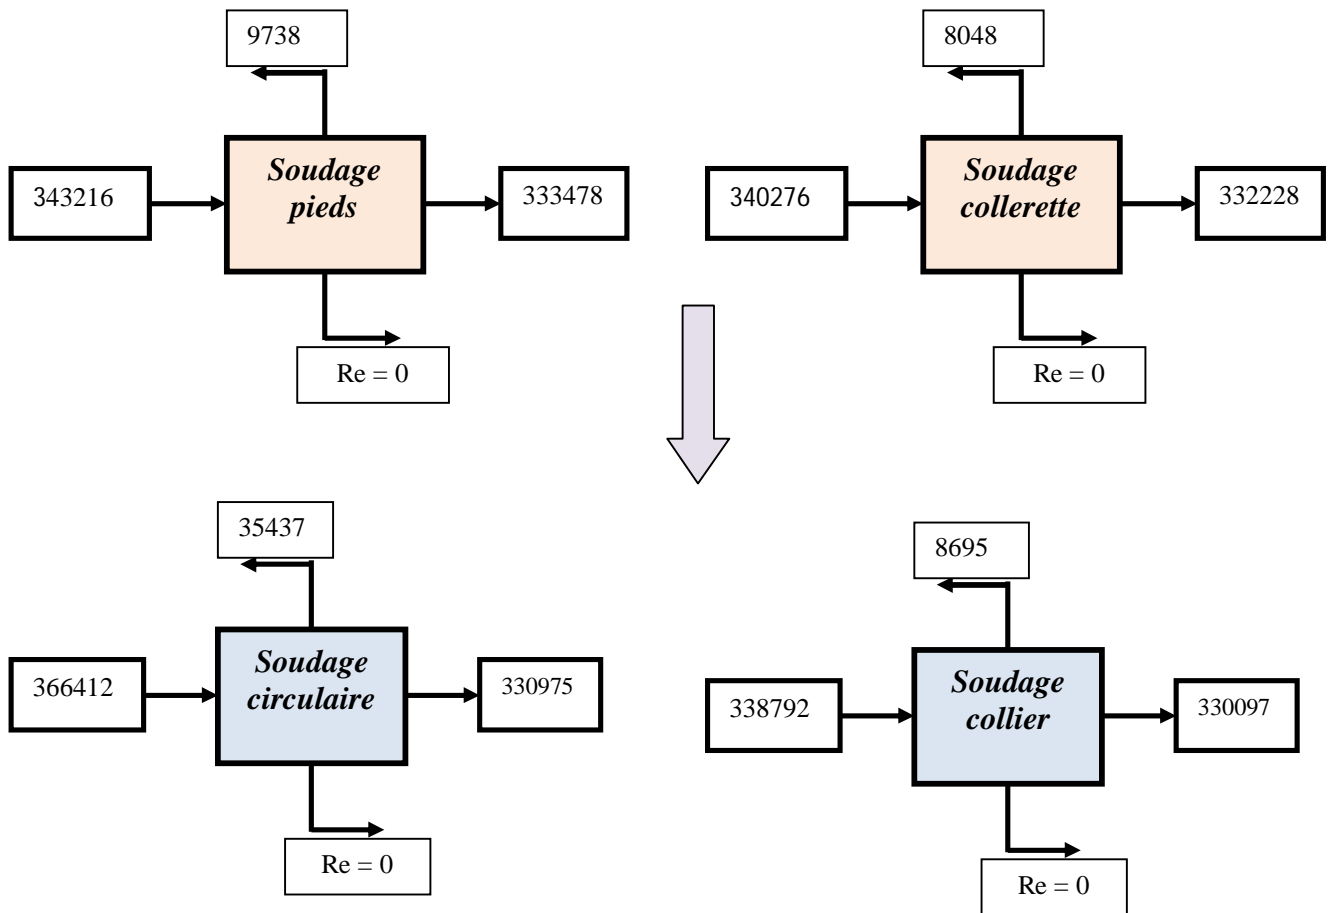 9738
8048
343216
Soudage
pieds
333478
340276
Soudage
collerette
332228
Re = 0
Re = 0
35437
8695
366412
Soudage
circulaire
330975
338792
Soudage
collier
330097
Re = 0
Re = 0